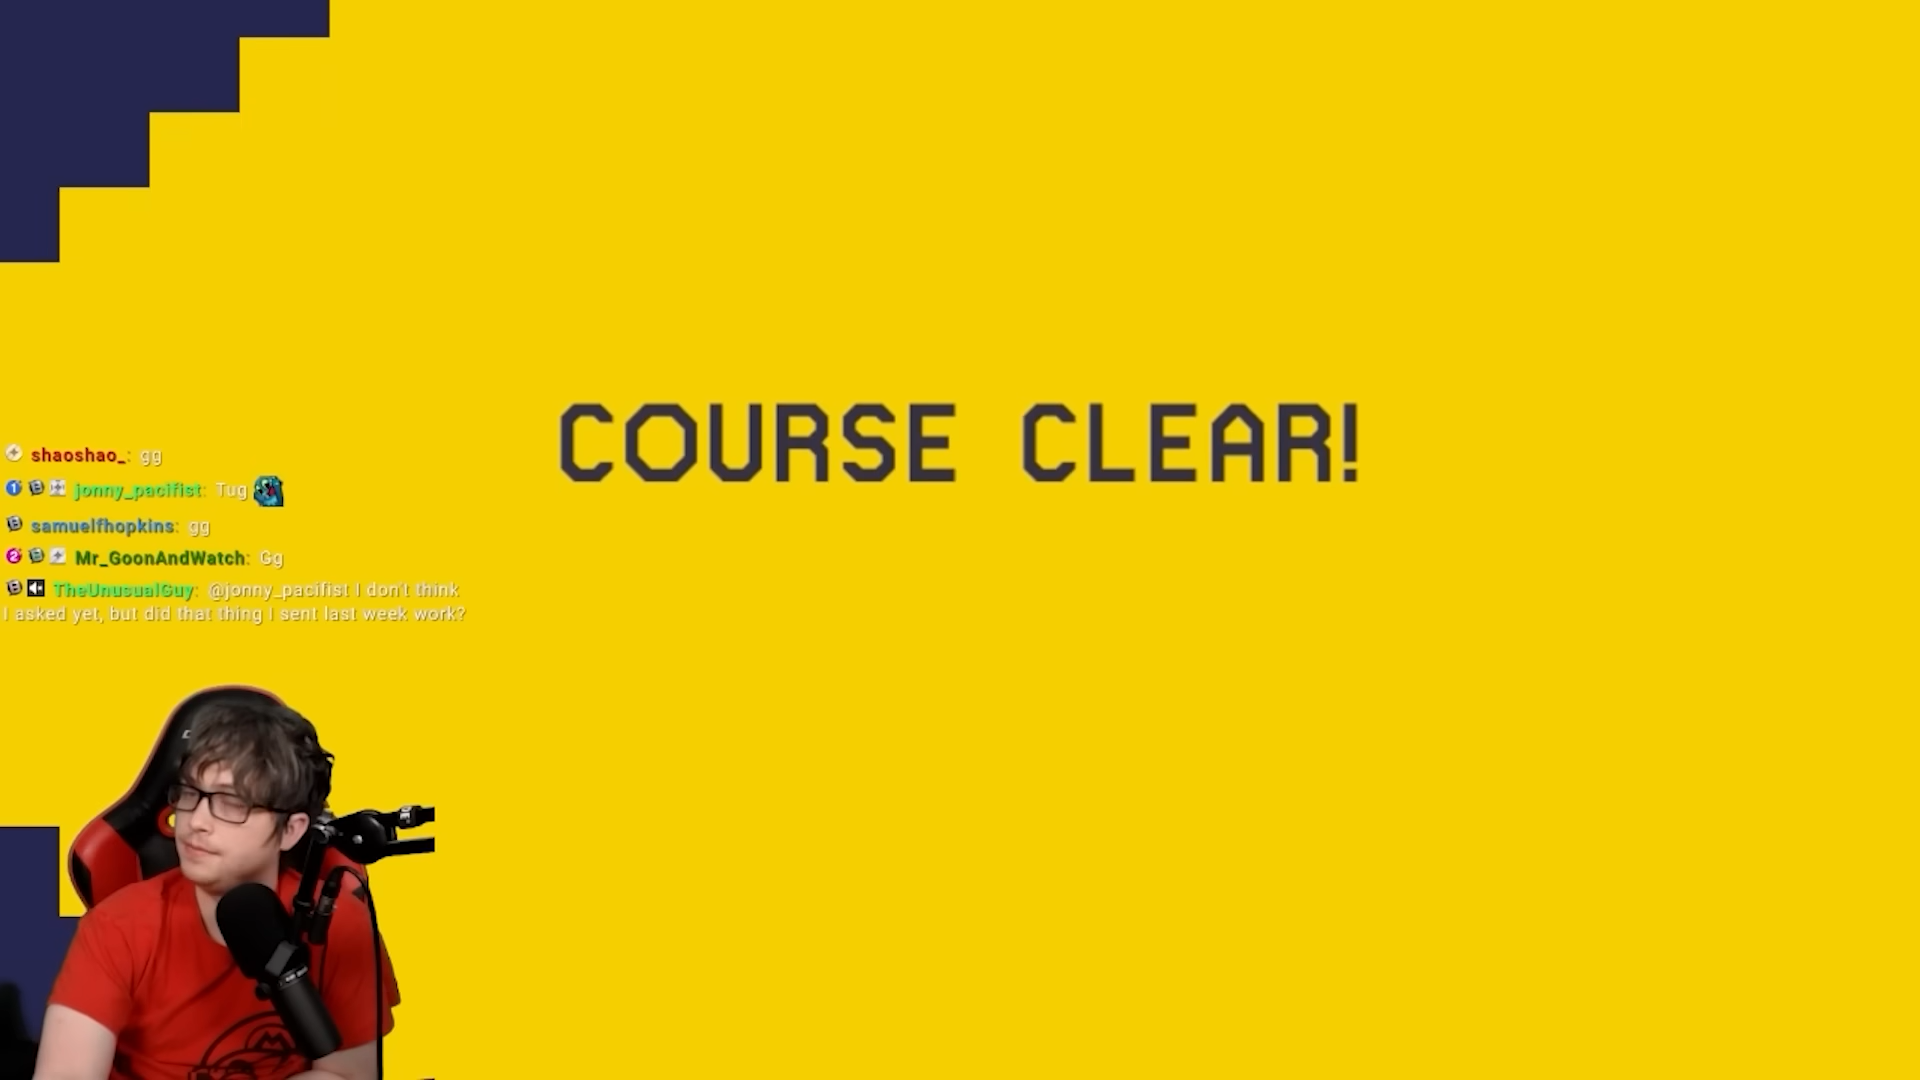 COURSE CLEAR!
shaoshao_: gg
jonny_pacifist: Tug
samuelfhopkins: gg
Mr_GoonAndWatch: Gg
TheUnusualGuy: @jonny_pacifist I don't think
I asked yet, but did that thing I sent last week work?